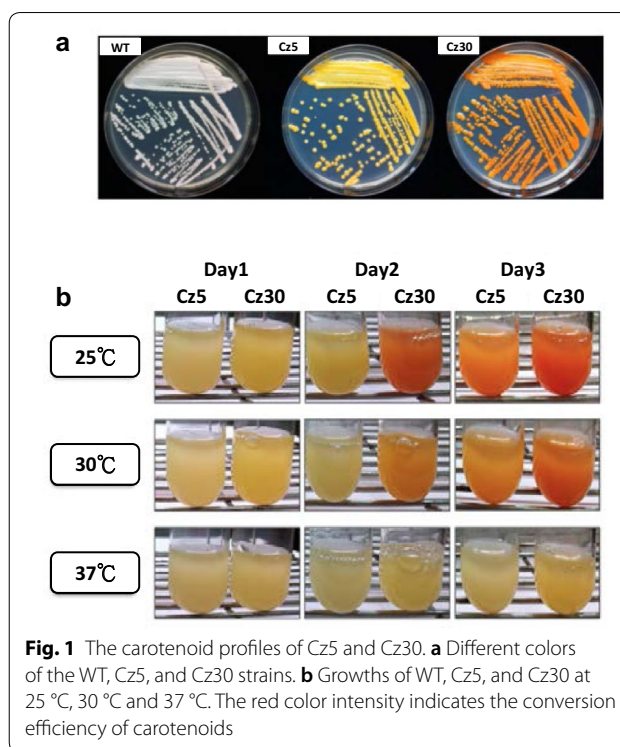 a
WT Cz5 Cz30
Day1 Day2 Day3
b Cz5 Cz30 Cz5 Cz30 Cz5 Cz30
25℃
30℃
37℃
Fig. 1 The carotenoid profiles of Cz5 and Cz30. a Different colors
of the WT, Cz5, and Cz30 strains. b Growths of WT, Cz5, and Cz30 at
25 °C, 30 °C and 37 °C. The red color intensity indicates the conversion
efficiency of carotenoids